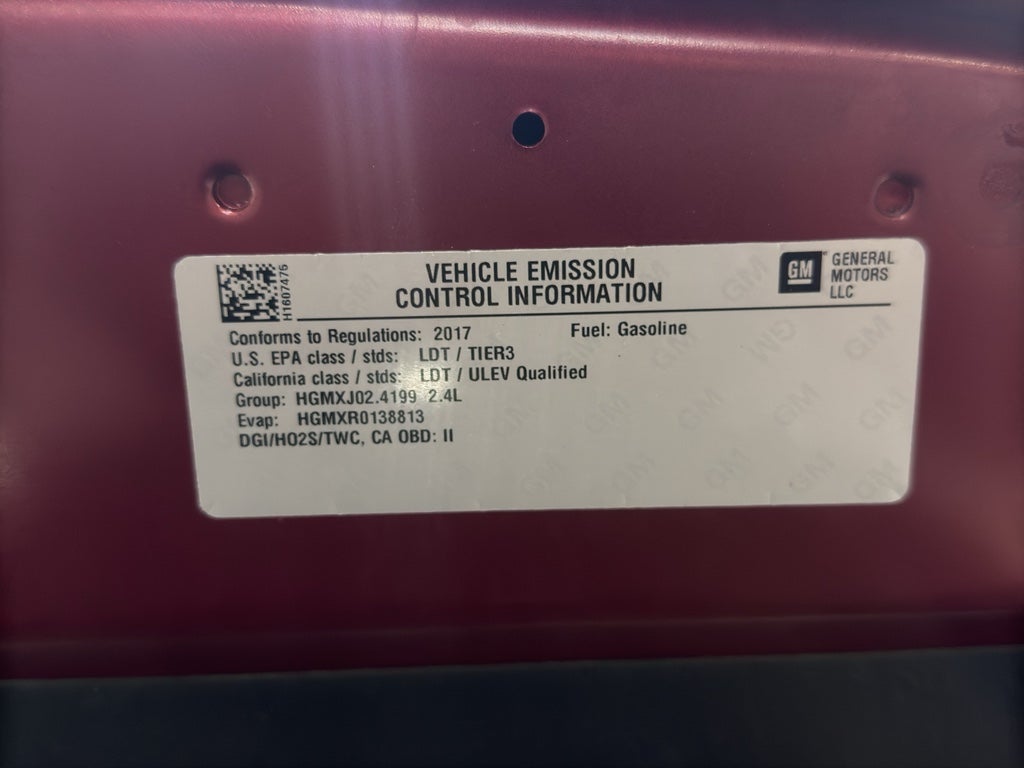 H1607475
VEHICLE EMISSION
CONTROL INFORMATION
GM
GENERAL
MOTORS
LLC
Conforms to Regulations: 2017 Fuel: Gasoline
U.S. EPA class / stds: LDT / TIER3
California class / stds: LDT / ULEV Qualified
Group: HGMXJ02.4199 2.4L
Evap: HGMXR0138813
DGI/HO2S/TWC, CA OBD: II